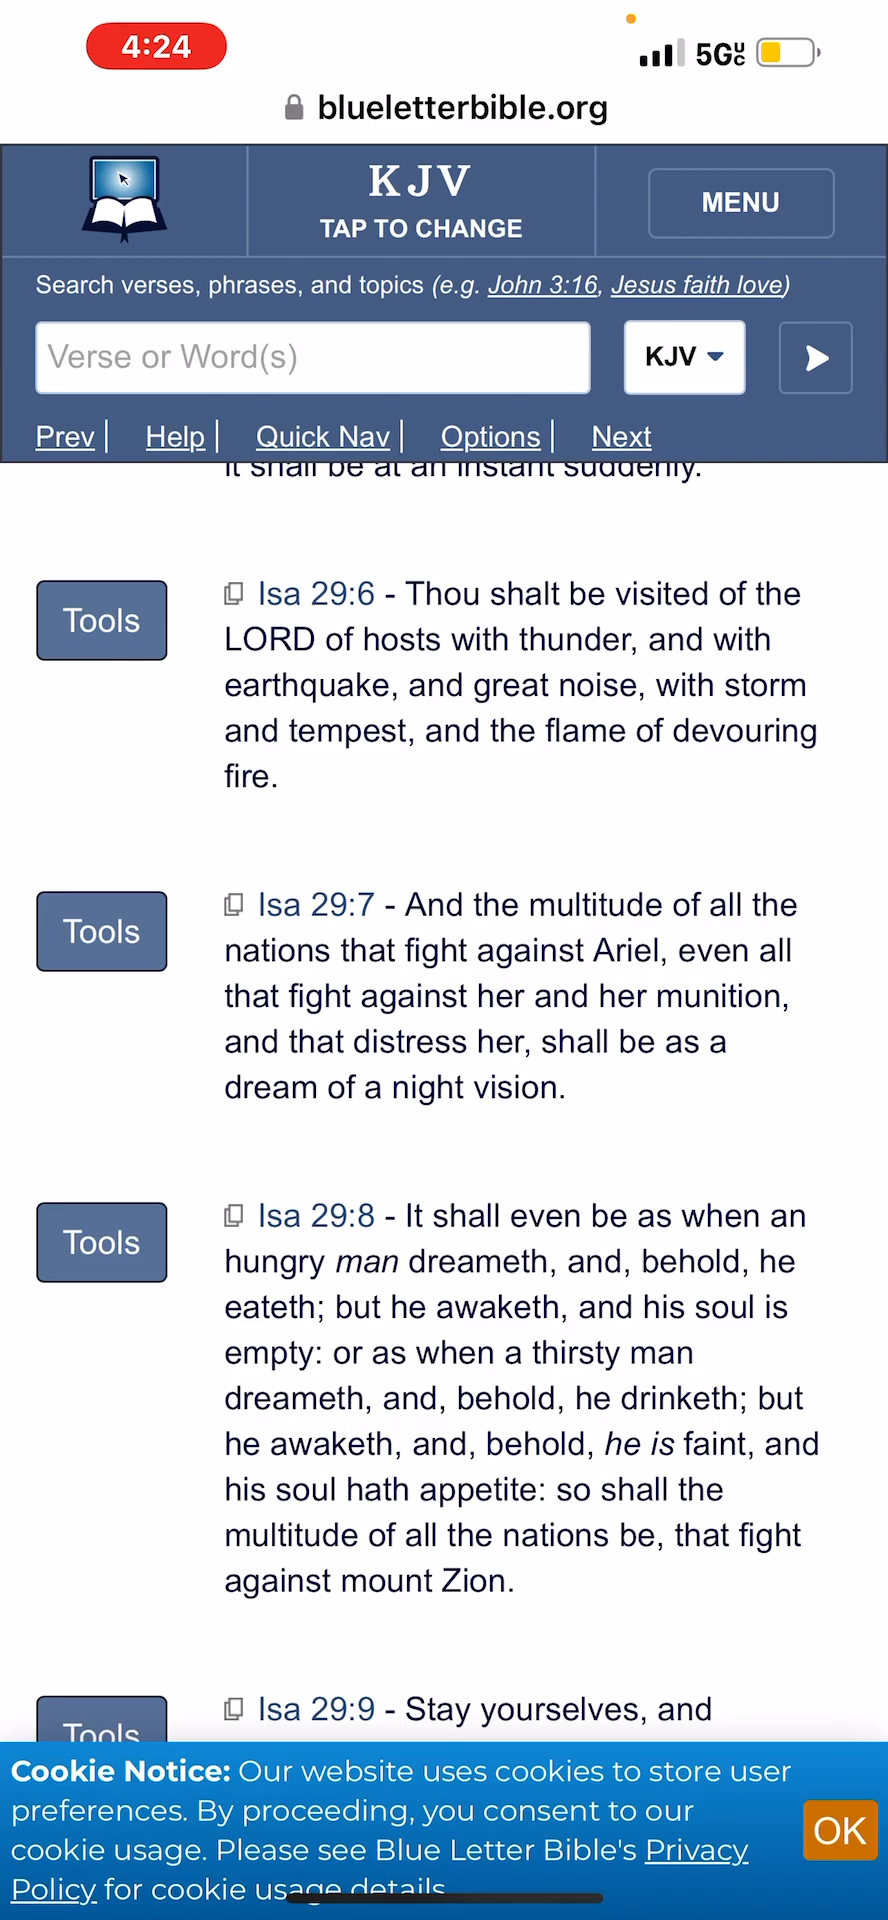 4:24
5G UC
blueletterbible.org
KJV
TAP TO CHANGE
MENU
Search verses, phrases, and topics (e.g. John 3:16, Jesus faith love)
Verse or Word(s)
KJV
Prev | Help | Quick Nav | Options | Next
it shall be at an instant suddenly.
Tools
Isa 29:6 - Thou shalt be visited of the
LORD of hosts with thunder, and with
earthquake, and great noise, with storm
and tempest, and the flame of devouring
fire.
Tools
Isa 29:7 - And the multitude of all the
nations that fight against Ariel, even all
that fight against her and her munition,
and that distress her, shall be as a
dream of a night vision.
Tools
Isa 29:8 - It shall even be as when an
hungry man dreameth, and, behold, he
eateth; but he awaketh, and his soul is
empty: or as when a thirsty man
dreameth, and, behold, he drinketh; but
he awaketh, and, behold, he is faint, and
his soul hath appetite: so shall the
multitude of all the nations be, that fight
against mount Zion.
Tools
Isa 29:9 - Stay yourselves, and
Cookie Notice: Our website uses cookies to store user
preferences. By proceeding, you consent to our
cookie usage. Please see Blue Letter Bible's Privacy
Policy for cookie usage details
OK